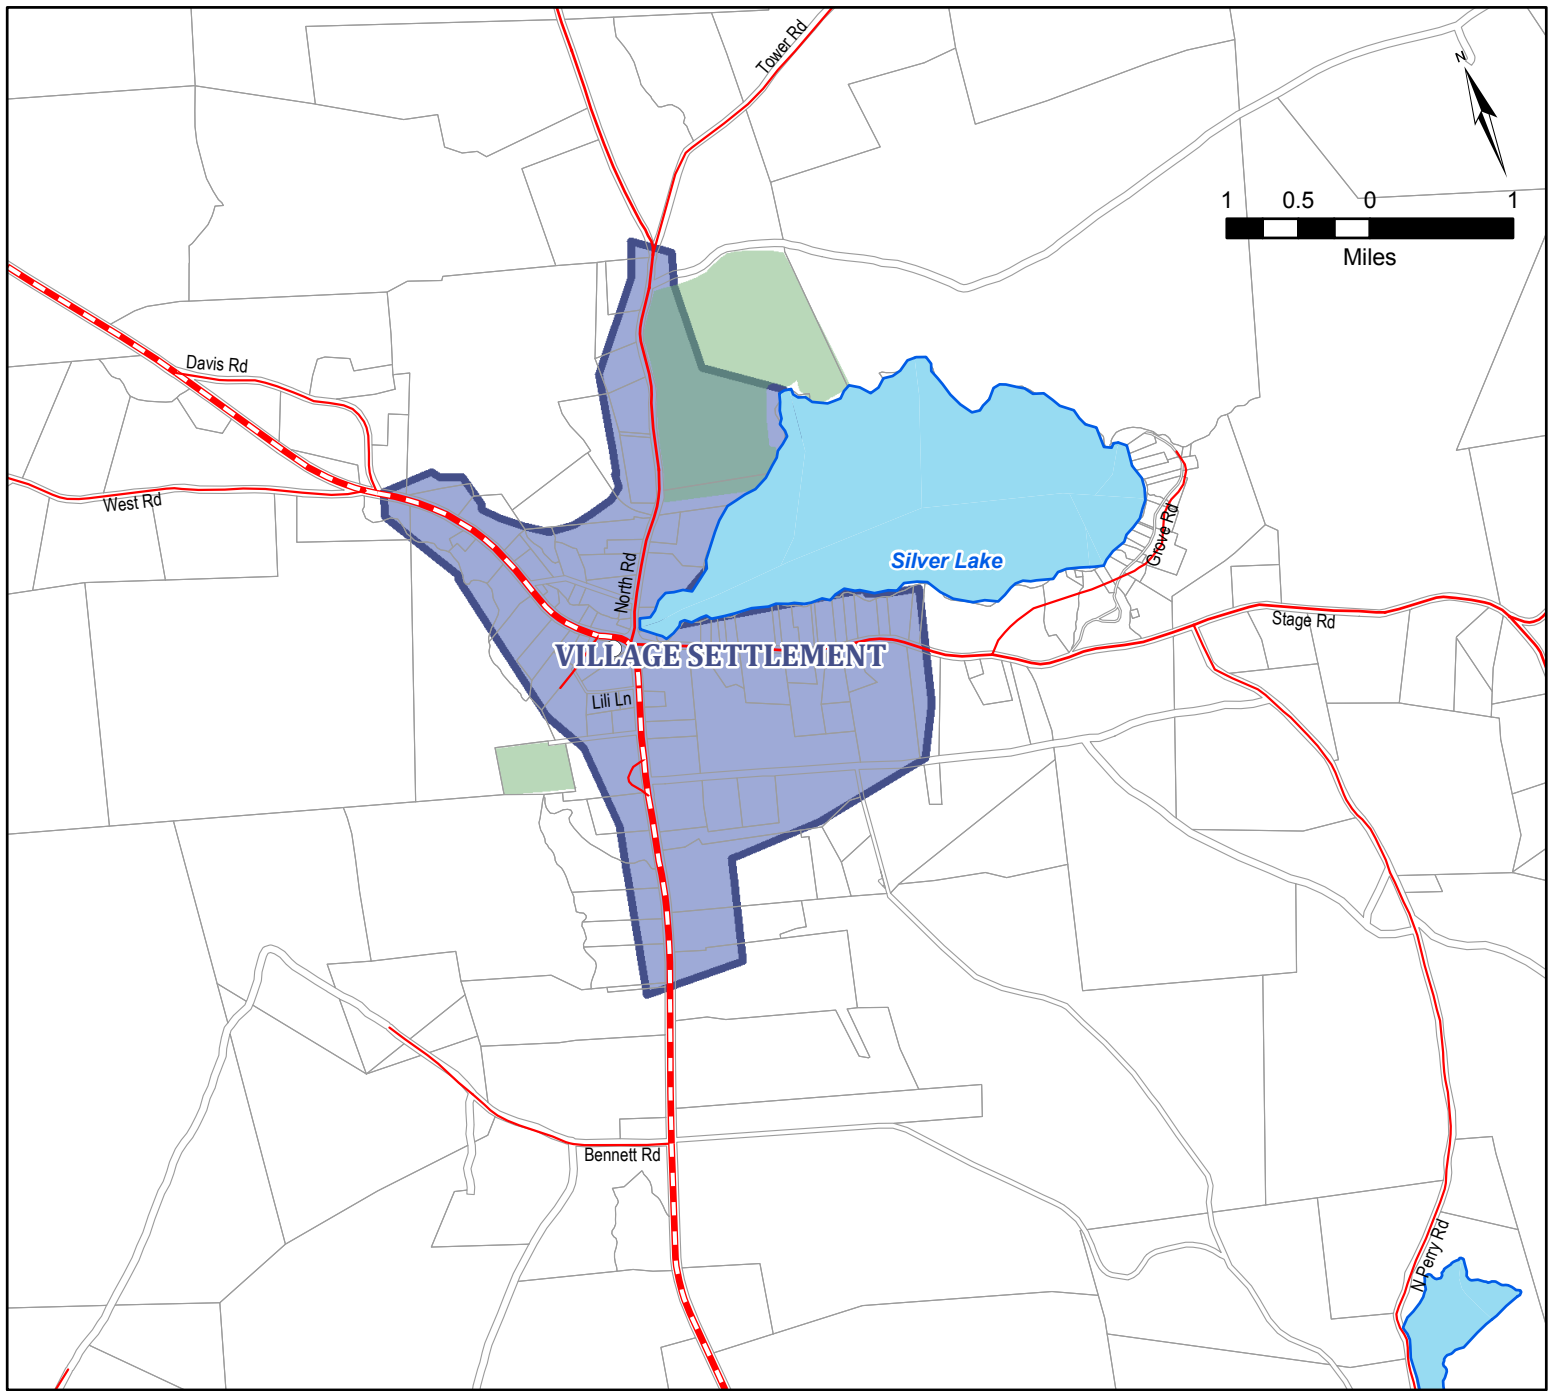 Tower Rd
N
1 0.5 0 1
Miles
Davis Rd
West Rd
North Rd
Grove Rd
Silver Lake
Stage Rd
VILLAGE SETTLEMENT
Lili Ln
Bennett Rd
N Perry Rd